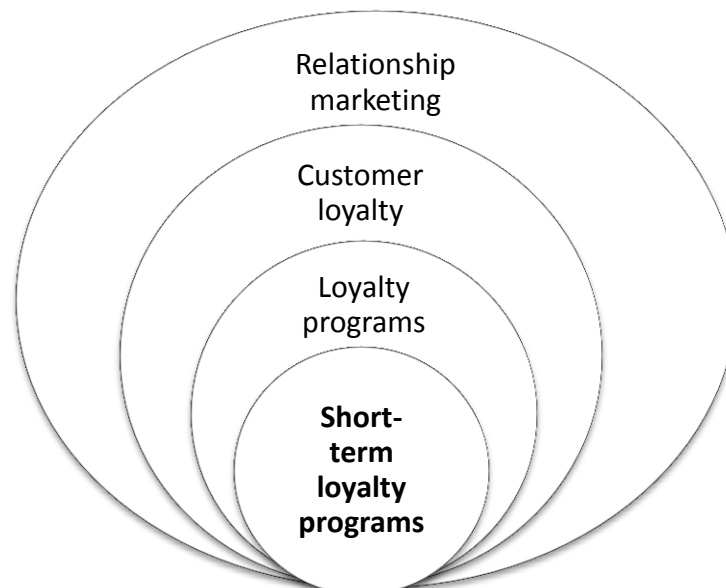 Relationship
marketing
Customer
loyalty
Loyalty
programs
Short-
term
loyalty
programs